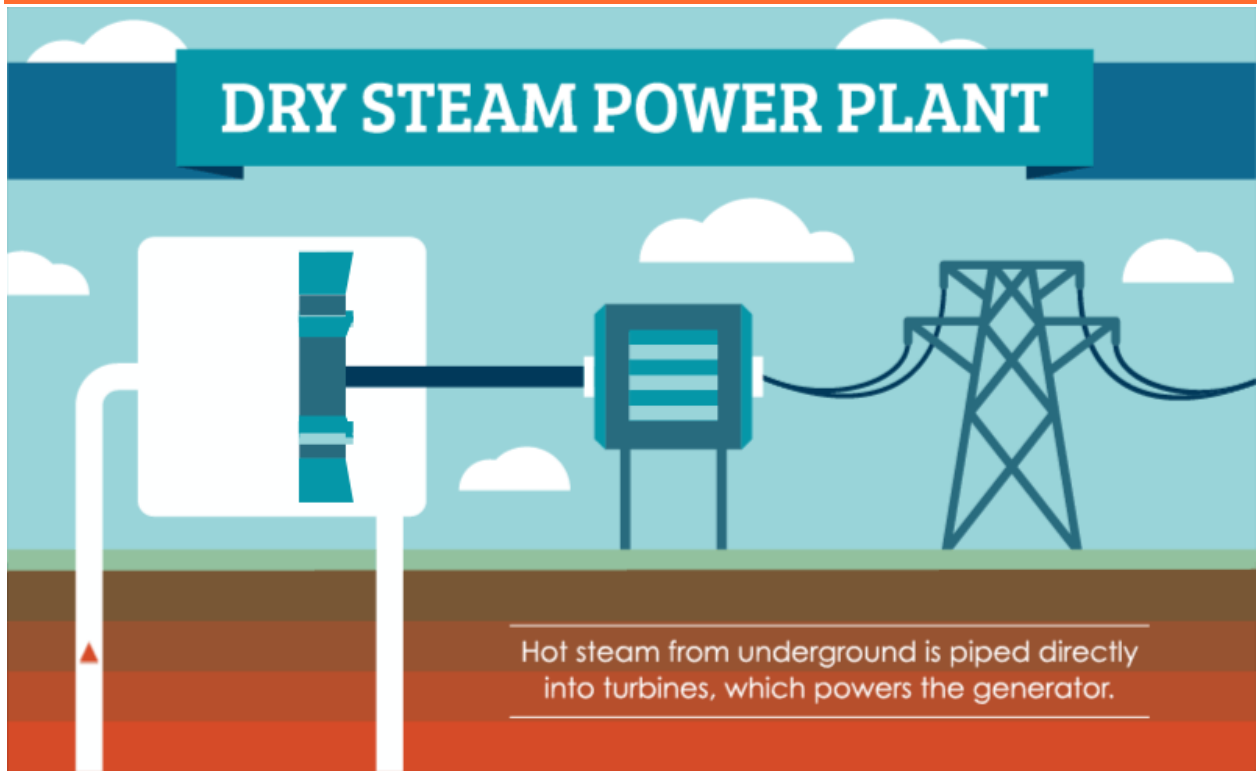 DRY STEAM POWER PLANT
Hot steam from underground is piped directly
into turbines, which powers the generator.